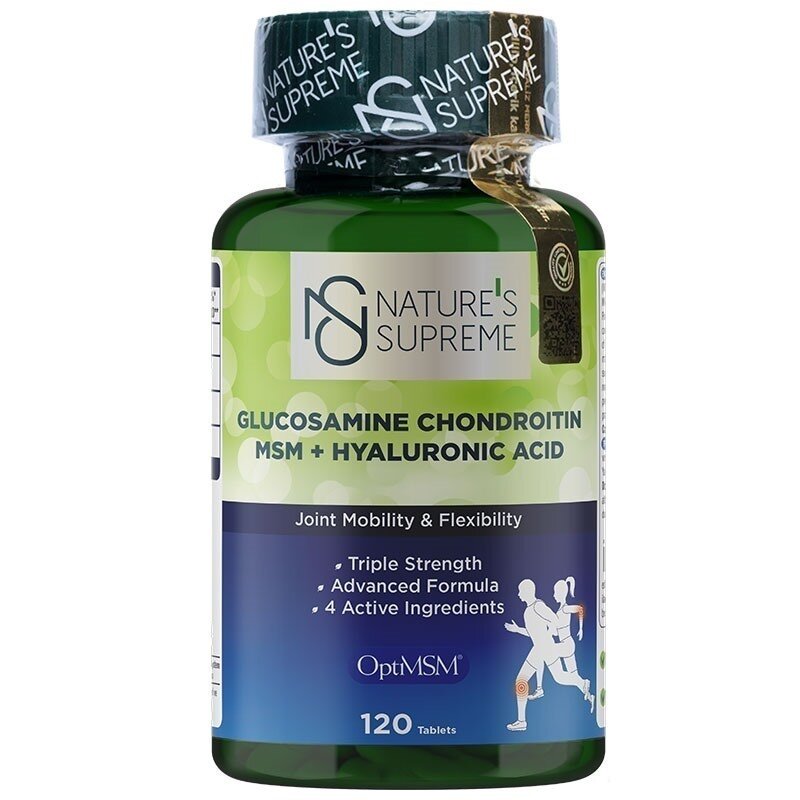 NATURE'S
SUPREME
NATURE'S
SUPREME
NATURE'S
SUPREME
GLUCOSAMINE CHONDROITIN
MSM + HYALURONIC ACID
Joint Mobility & Flexibility
Triple Strength
Advanced Formula
4 Active Ingredients
OptiMSM®
120 Tablets